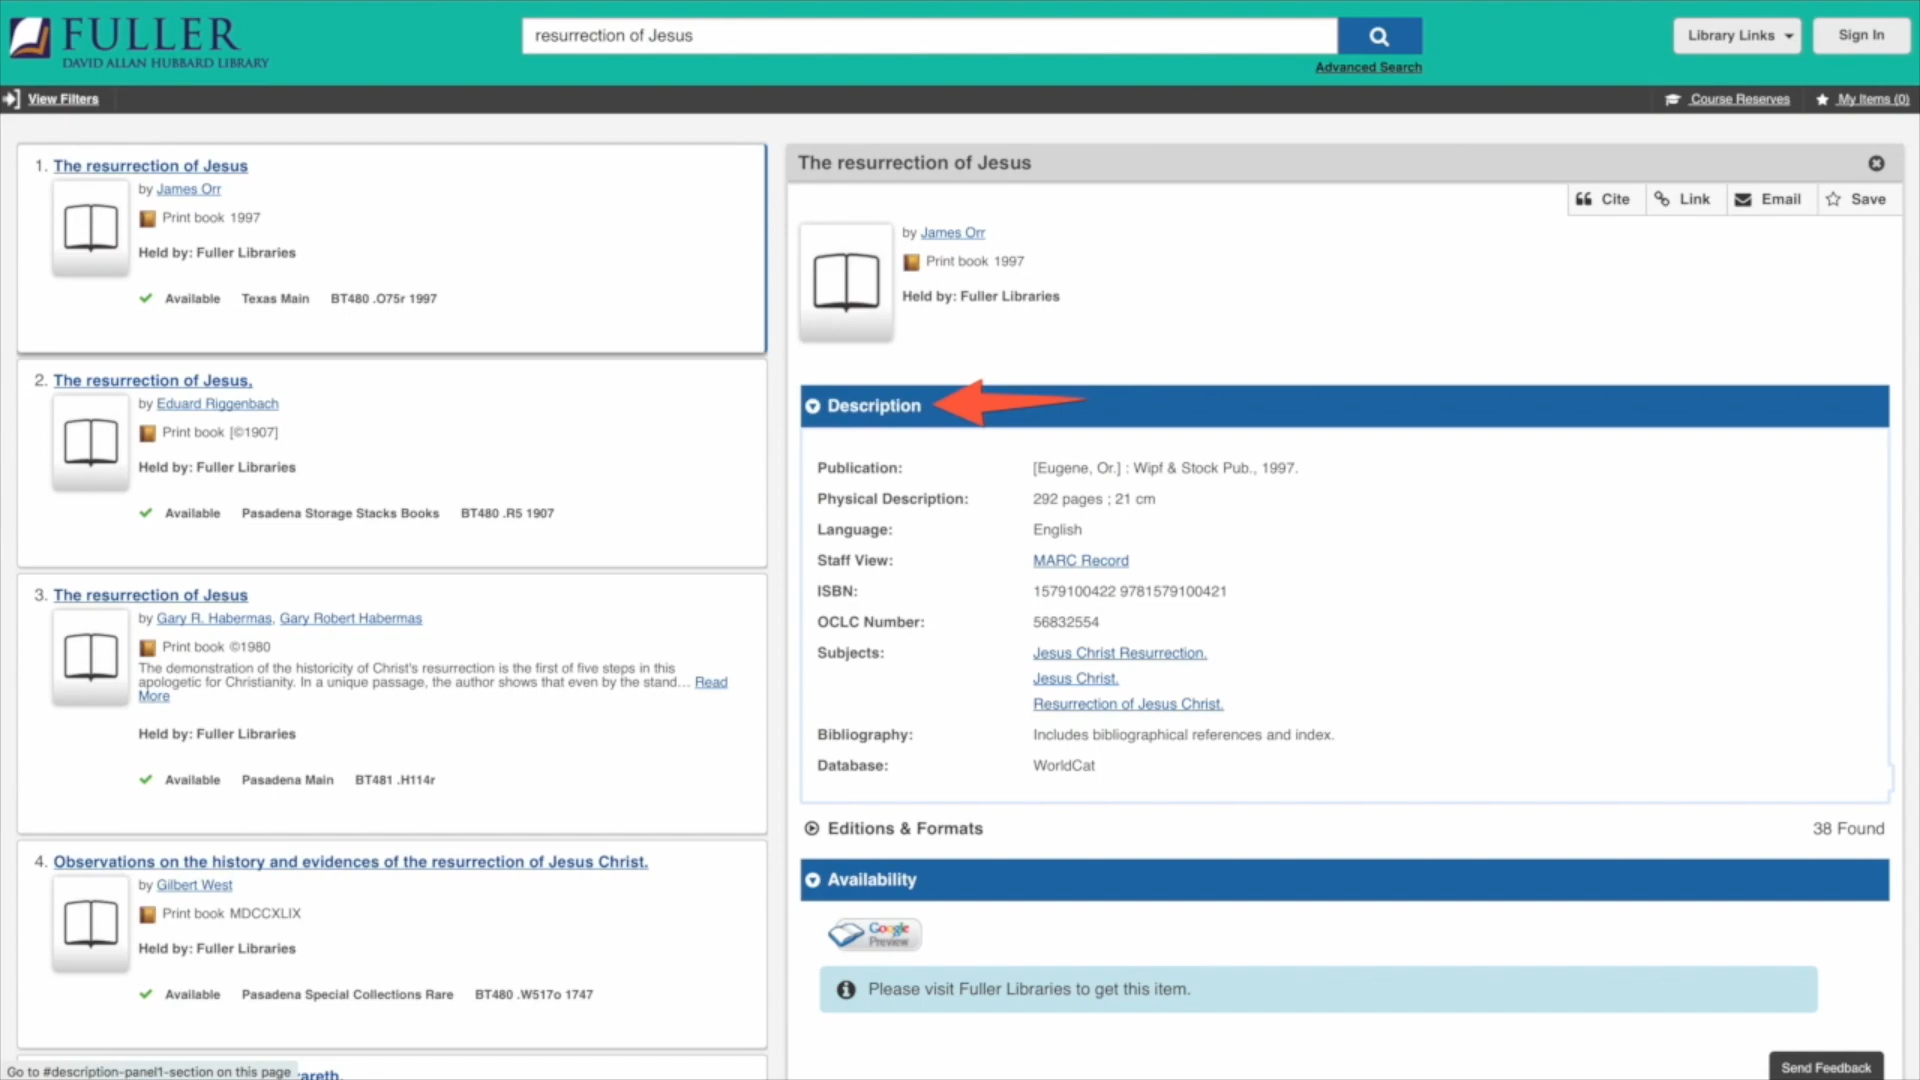 FULLER
DAVID ALLAN HUBBARD LIBRARY
resurrection of Jesus
Advanced Search
Library Links
Sign In
View Filters
Course Reserves
My Items (0)
1. The resurrection of Jesus
by James Orr
Print book 1997
Held by: Fuller Libraries
Available Texas Main BT480 .O75r 1997
2. The resurrection of Jesus,
by Eduard Riggenbach
Print book [©1907]
Held by: Fuller Libraries
Available Pasadena Storage Stacks Books BT480 .R5 1907
3. The resurrection of Jesus
by Gary R. Habermas, Gary Robert Habermas
Print book ©1980
The demonstration of the historicity of Christ's resurrection is the first of five steps in this
apologetic for Christianity. In a unique passage, the author shows that even by the stand... Read
More
Held by: Fuller Libraries
Available Pasadena Main BT481 .H114r
4. Observations on the history and evidences of the resurrection of Jesus Christ.
by Gilbert West
Print book MDCCXLIX
Held by: Fuller Libraries
Available Pasadena Special Collections Rare BT480 .W517o 1747
Go to #description-panel1-section on this page
areth.
The resurrection of Jesus
Cite
Link
Email
Save
by James Orr
Print book 1997
Held by: Fuller Libraries
Description
Publication: [Eugene, Or.] : Wipf & Stock Pub., 1997.
Physical Description: 292 pages ; 21 cm
Language: English
Staff View: MARC Record
ISBN: 1579100422 9781579100421
OCLC Number: 56832554
Subjects: Jesus Christ Resurrection.
Jesus Christ.
Resurrection of Jesus Christ.
Bibliography: Includes bibliographical references and index.
Database: WorldCat
Editions & Formats 38 Found
Availability
Google
Preview
Please visit Fuller Libraries to get this item.
Send Feedback